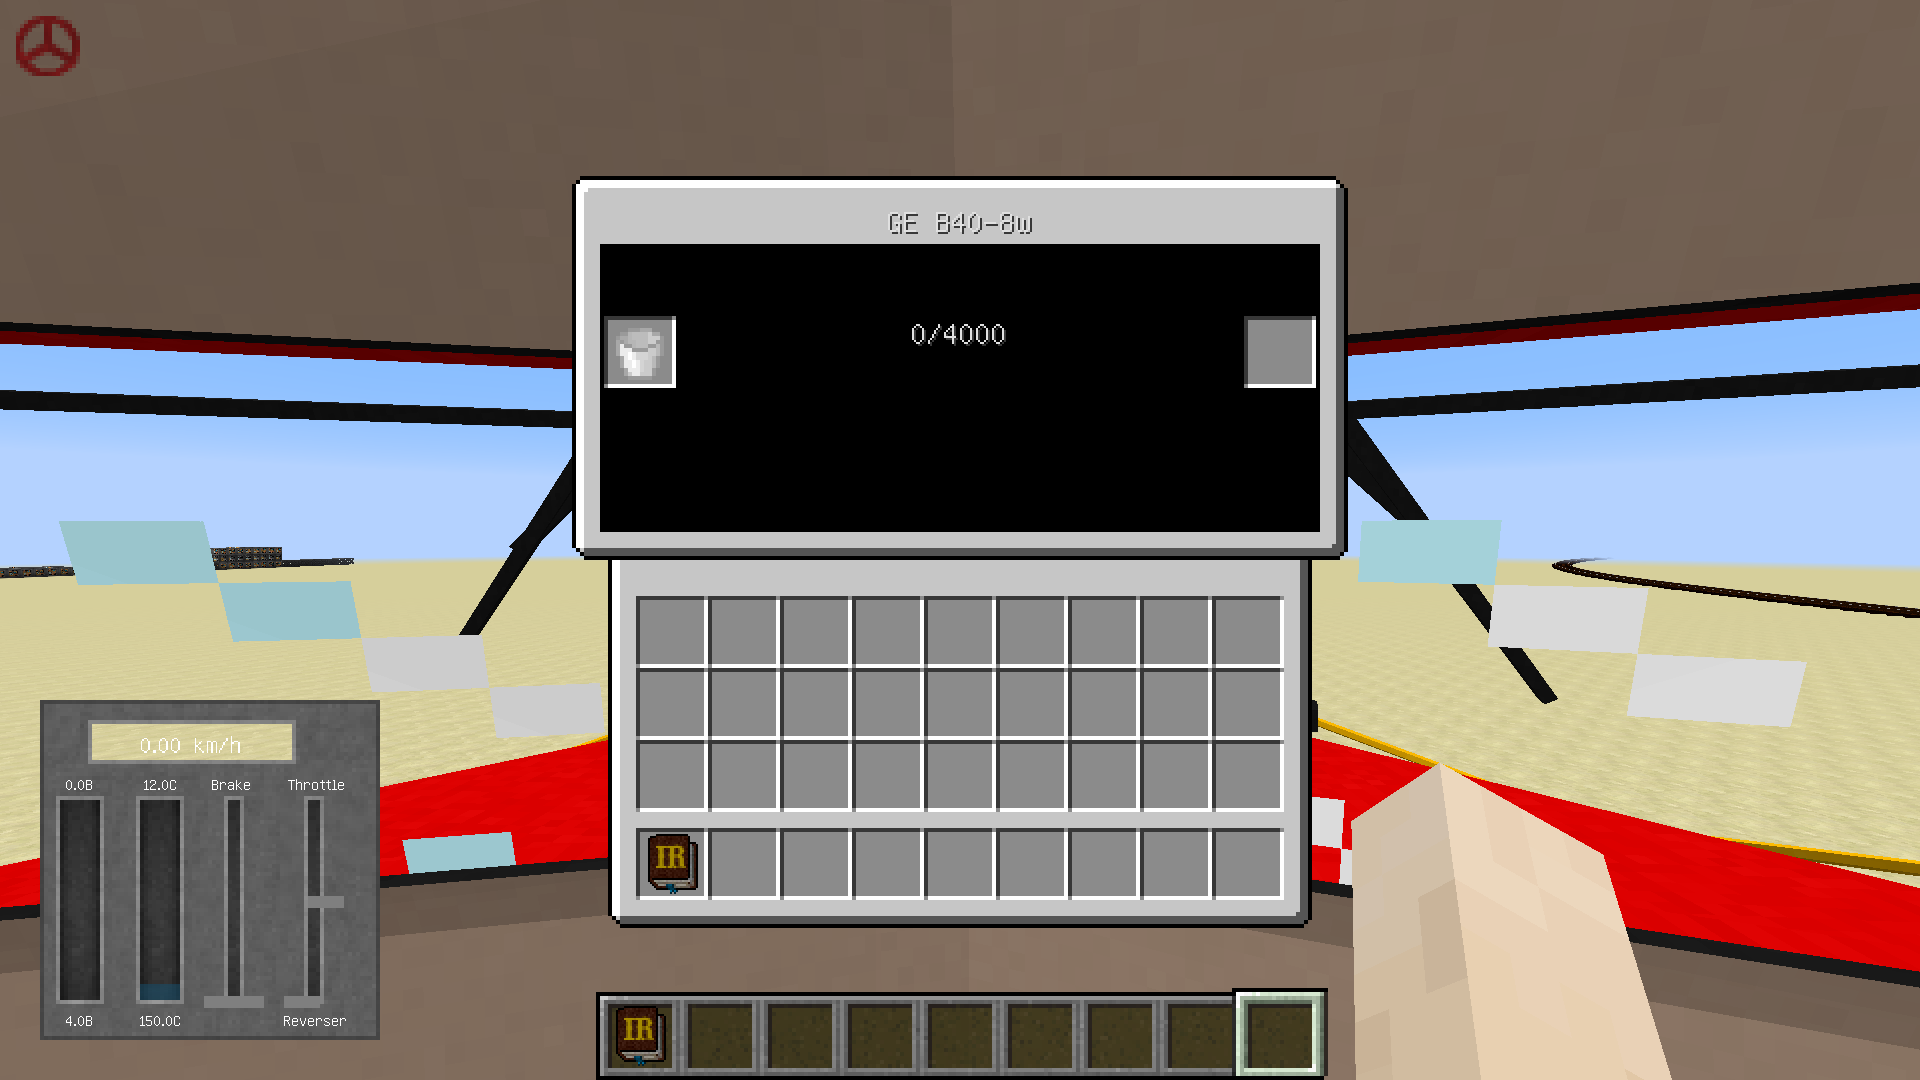 GE B40-8w
0/4000
0.00 km/h
0.0B 12.0C Brake Throttle
4.0B 150.0C Reverser
IR
IR